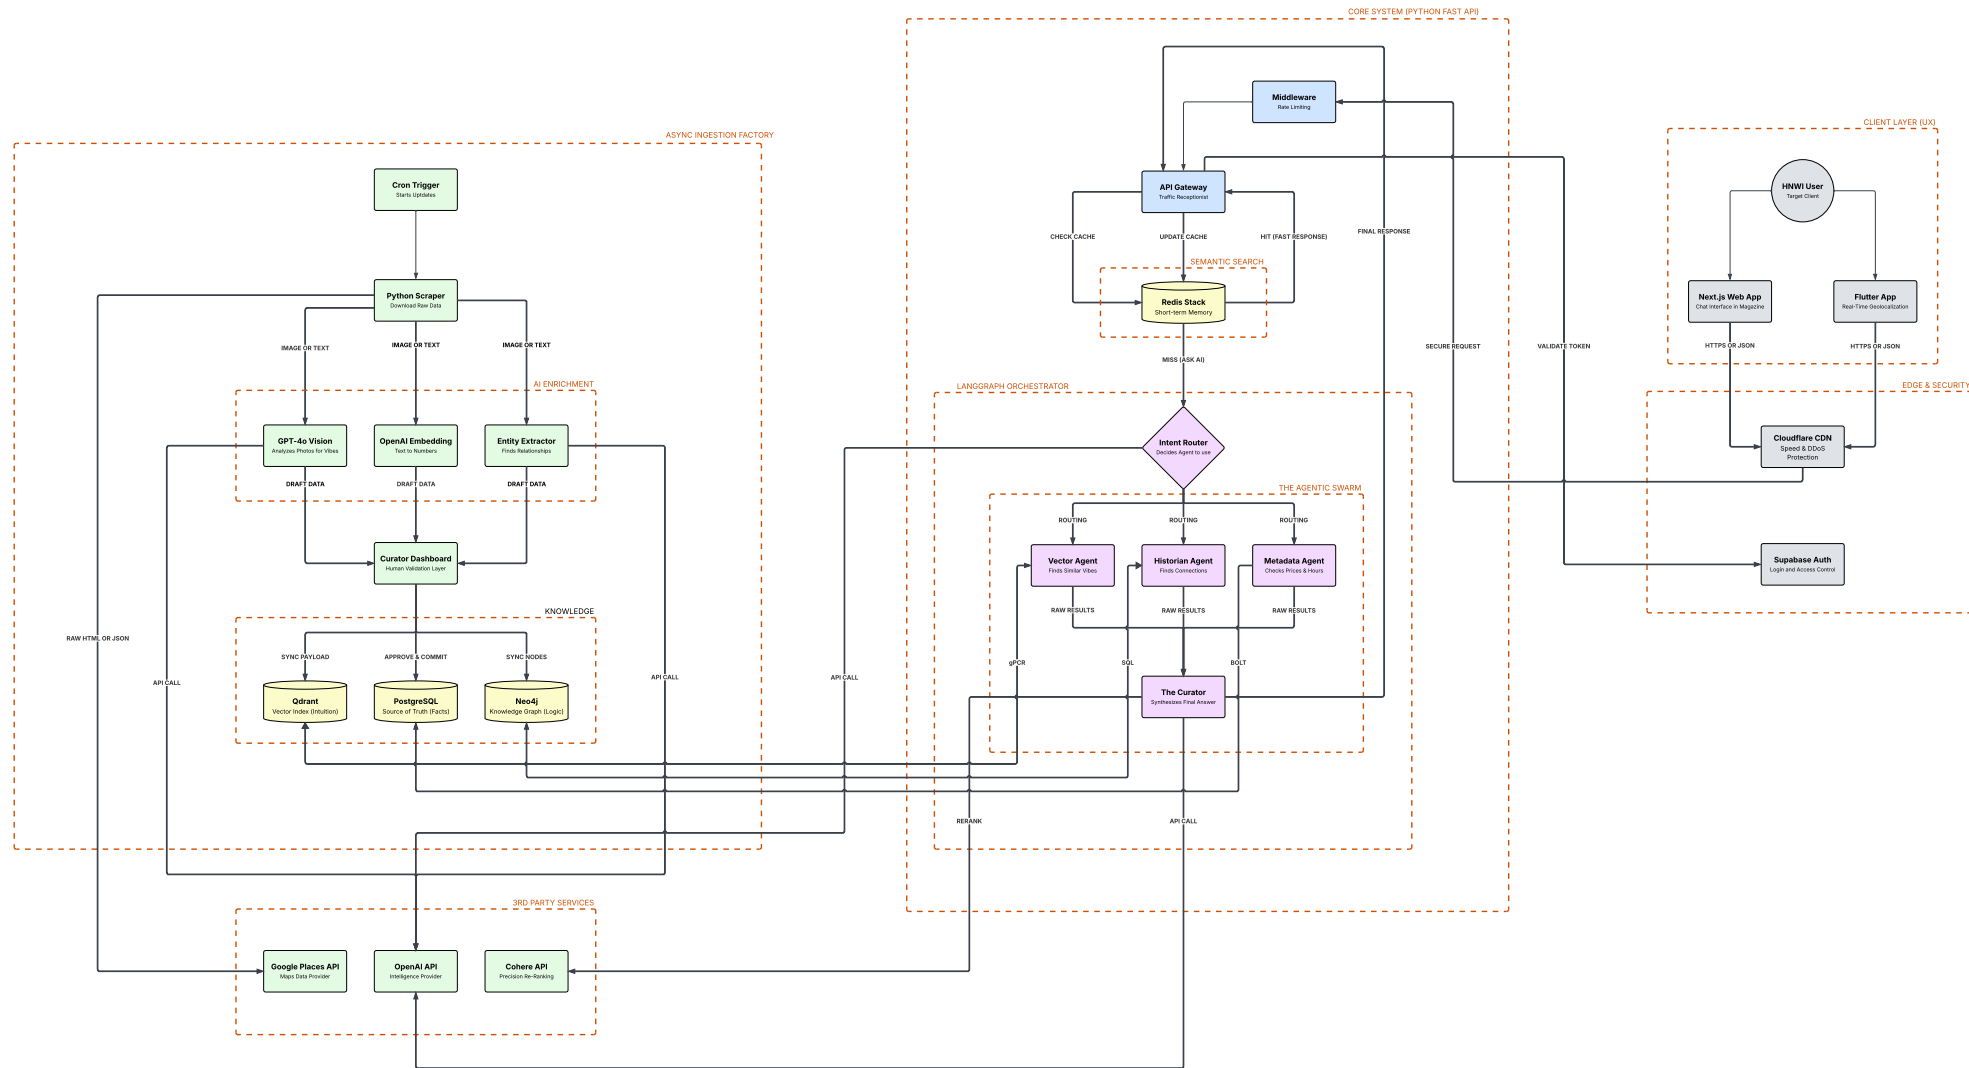 CORE SYSTEM (PYTHON FAST API)
Middleware
Rate Limiting
CLIENT LAYER (UX)
ASYNC INGESTION FACTORY
HNWI User
Target Client
Cron Trigger
Starts Uptdates
API Gateway
Traffic Receptionist
CHECK CACHE
UPDATE CACHE
HIT (FAST RESPONSE)
FINAL RESPONSE
SEMANTIC SEARCH
Redis Stack
Short-term Memory
Python Scraper
Download Raw Data
Next.js Web App
Chat Interface in Magazine
Flutter App
Real-Time Geolocalization
IMAGE OR TEXT
IMAGE OR TEXT
IMAGE OR TEXT
MISS (ASK AI)
SECURE REQUEST
VALIDATE TOKEN
HTTPS OR JSON
HTTPS OR JSON
AI ENRICHMENT
LANGGRAPH ORCHESTRATOR
EDGE & SECURITY
GPT-4o Vision
Analyzes Photos for Vibes
OpenAI Embedding
Text to Numbers
Entity Extractor
Finds Relationships
Intent Router
Decides Agent to use
Cloudflare CDN
Speed & DDoS
Protection
DRAFT DATA
DRAFT DATA
DRAFT DATA
THE AGENTIC SWARM
ROUTING
ROUTING
ROUTING
Curator Dashboard
Human Validation Layer
Vector Agent
Finds Similar Vibes
Historian Agent
Finds Connections
Metadata Agent
Checks Prices & Hours
Supabase Auth
Login and Access Control
KNOWLEDGE
RAW RESULTS
RAW RESULTS
RAW RESULTS
RAW HTML OR JSON
SYNC PAYLOAD
APPROVE & COMMIT
SYNC NODES
gPCR
SQL
BOLT
API CALL
API CALL
API CALL
Qdrant
Vector Index (Intuition)
PostgreSQL
Source of Truth (Facts)
Neo4j
Knowledge Graph (Logic)
The Curator
Synthesizes Final Answer
RERANK
API CALL
3RD PARTY SERVICES
Google Places API
Maps Data Provider
OpenAI API
Intelligence Provider
Cohere API
Precision Re-Ranking